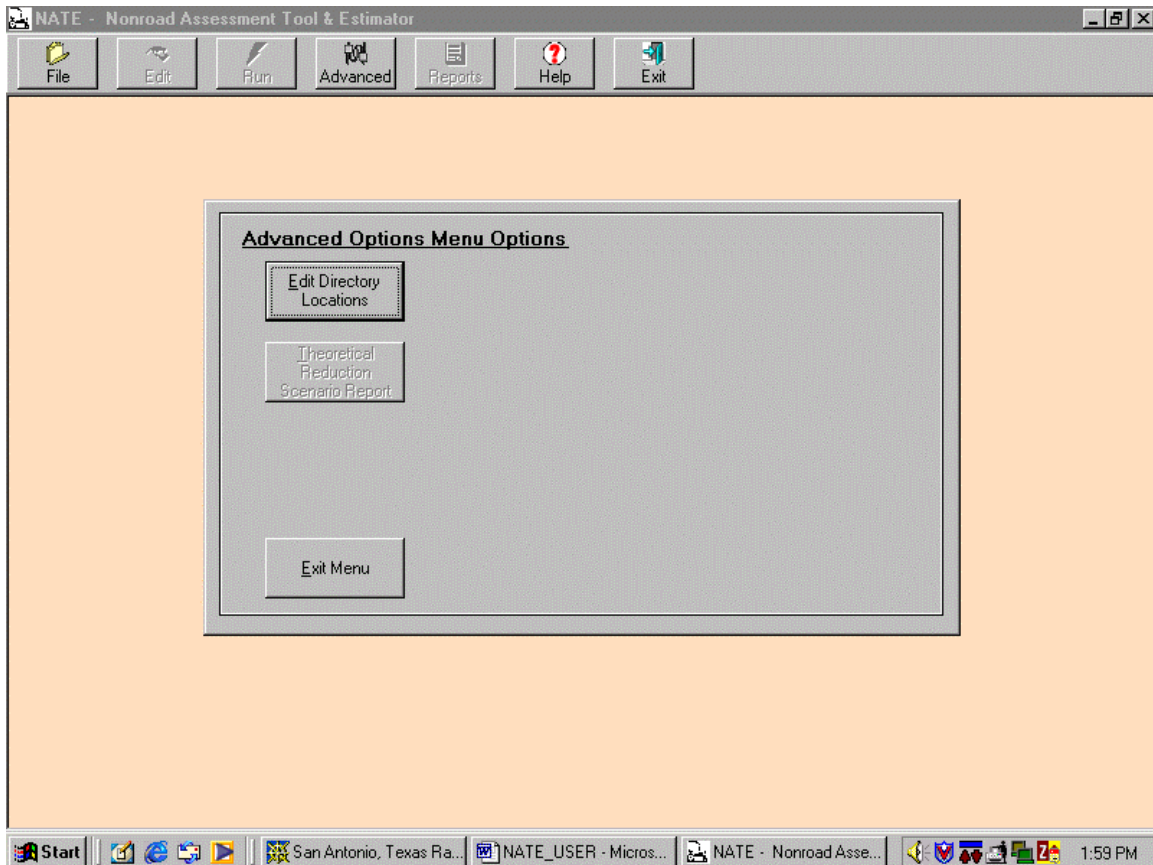 NATE - Nonroad Assessment Tool & Estimator
File Edit Run Advanced Reports Help Exit
Advanced Options Menu Options
Edit Directory
Locations
Theoretical
Reduction
Scenario Report
Exit Menu
Start San Antonio, Texas Ra... NATE_USER - Micros... NATE - Nonroad Asse... 1:59 PM